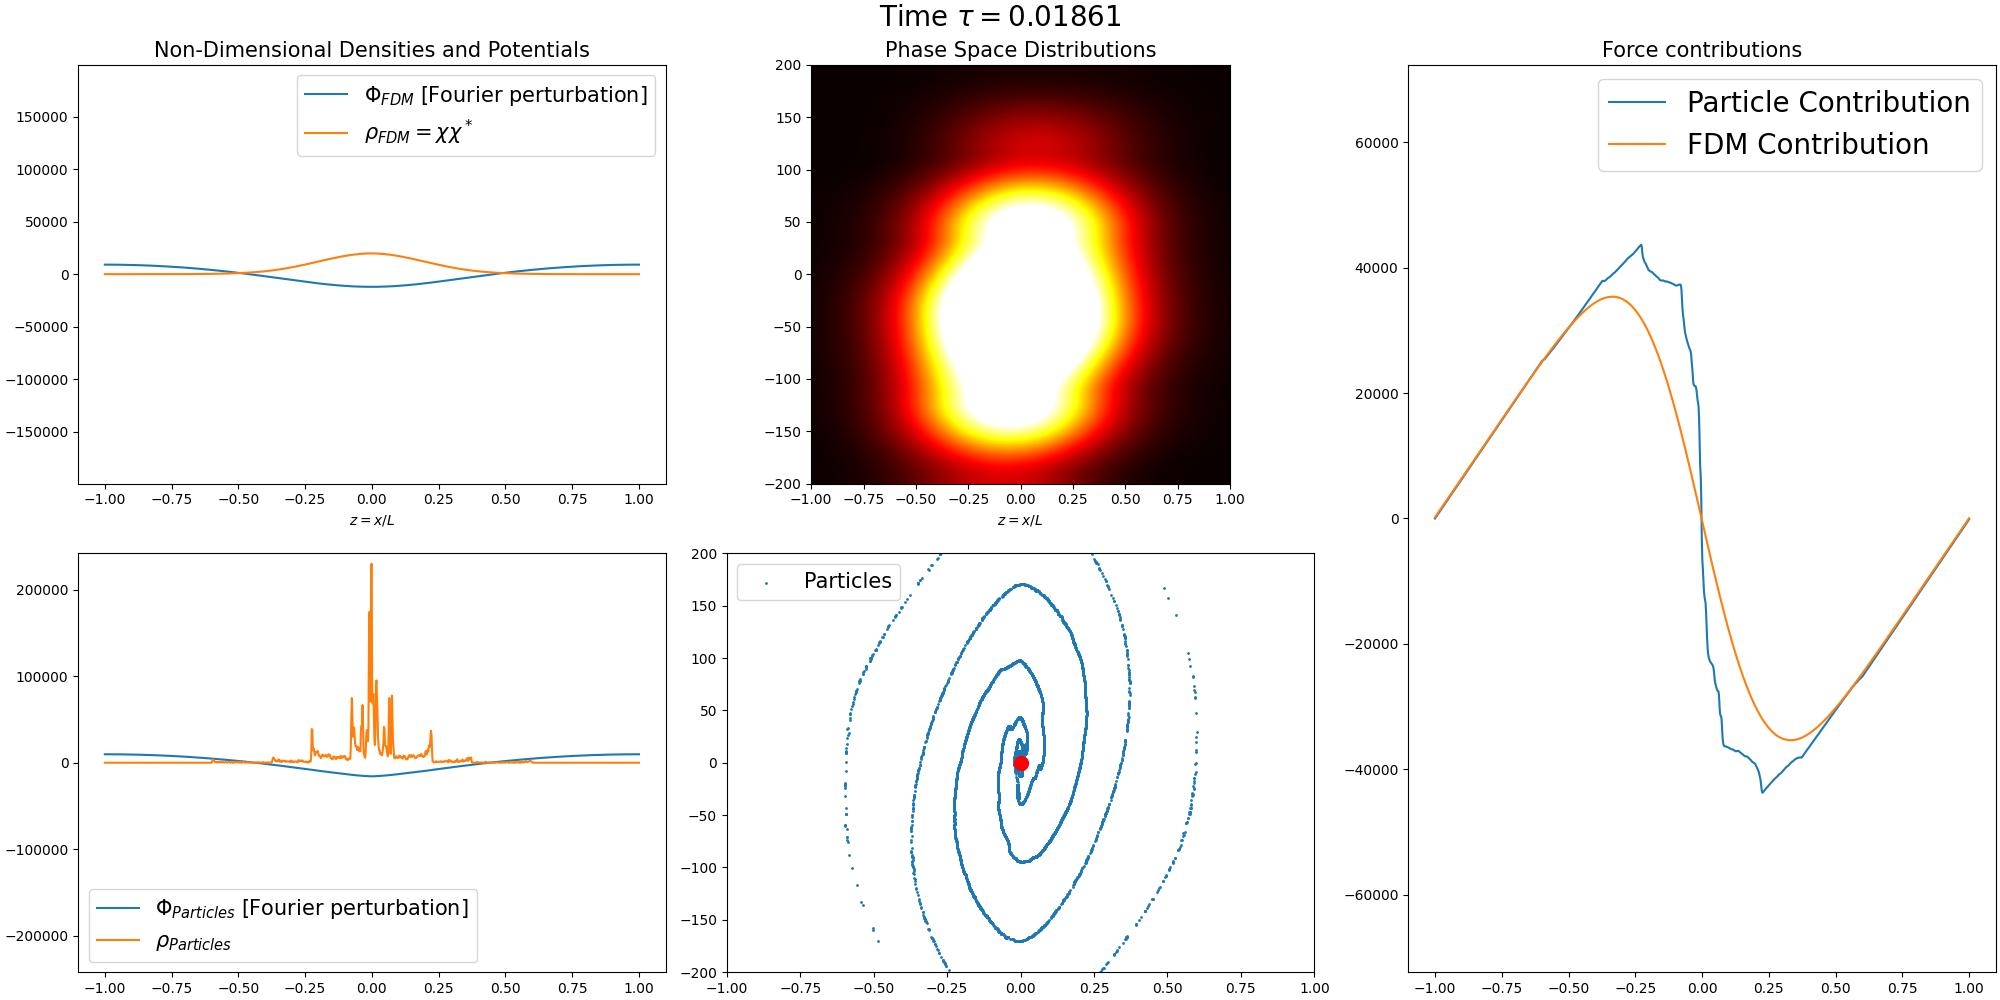 Time τ = 0.01861
Non-Dimensional Densities and Potentials
Φ_FDM [Fourier perturbation]
ρ_FDM = χχ*
150000
100000
50000
0
−50000
−100000
−150000
−1.00 −0.75 −0.50 −0.25 0.00 0.25 0.50 0.75 1.00
z = x/L
Phase Space Distributions
200
150
100
50
0
−50
−100
−150
−200
−1.00 −0.75 −0.50 −0.25 0.00 0.25 0.50 0.75 1.00
z = x/L
Force contributions
Particle Contribution
FDM Contribution
60000
40000
20000
0
−20000
−40000
−60000
−1.00 −0.75 −0.50 −0.25 0.00 0.25 0.50 0.75 1.00
200000
100000
0
−100000
−200000
Φ_Particles [Fourier perturbation]
ρ_Particles
−1.00 −0.75 −0.50 −0.25 0.00 0.25 0.50 0.75 1.00
Particles
200
150
100
50
0
−50
−100
−150
−200
−1.00 −0.75 −0.50 −0.25 0.00 0.25 0.50 0.75 1.00